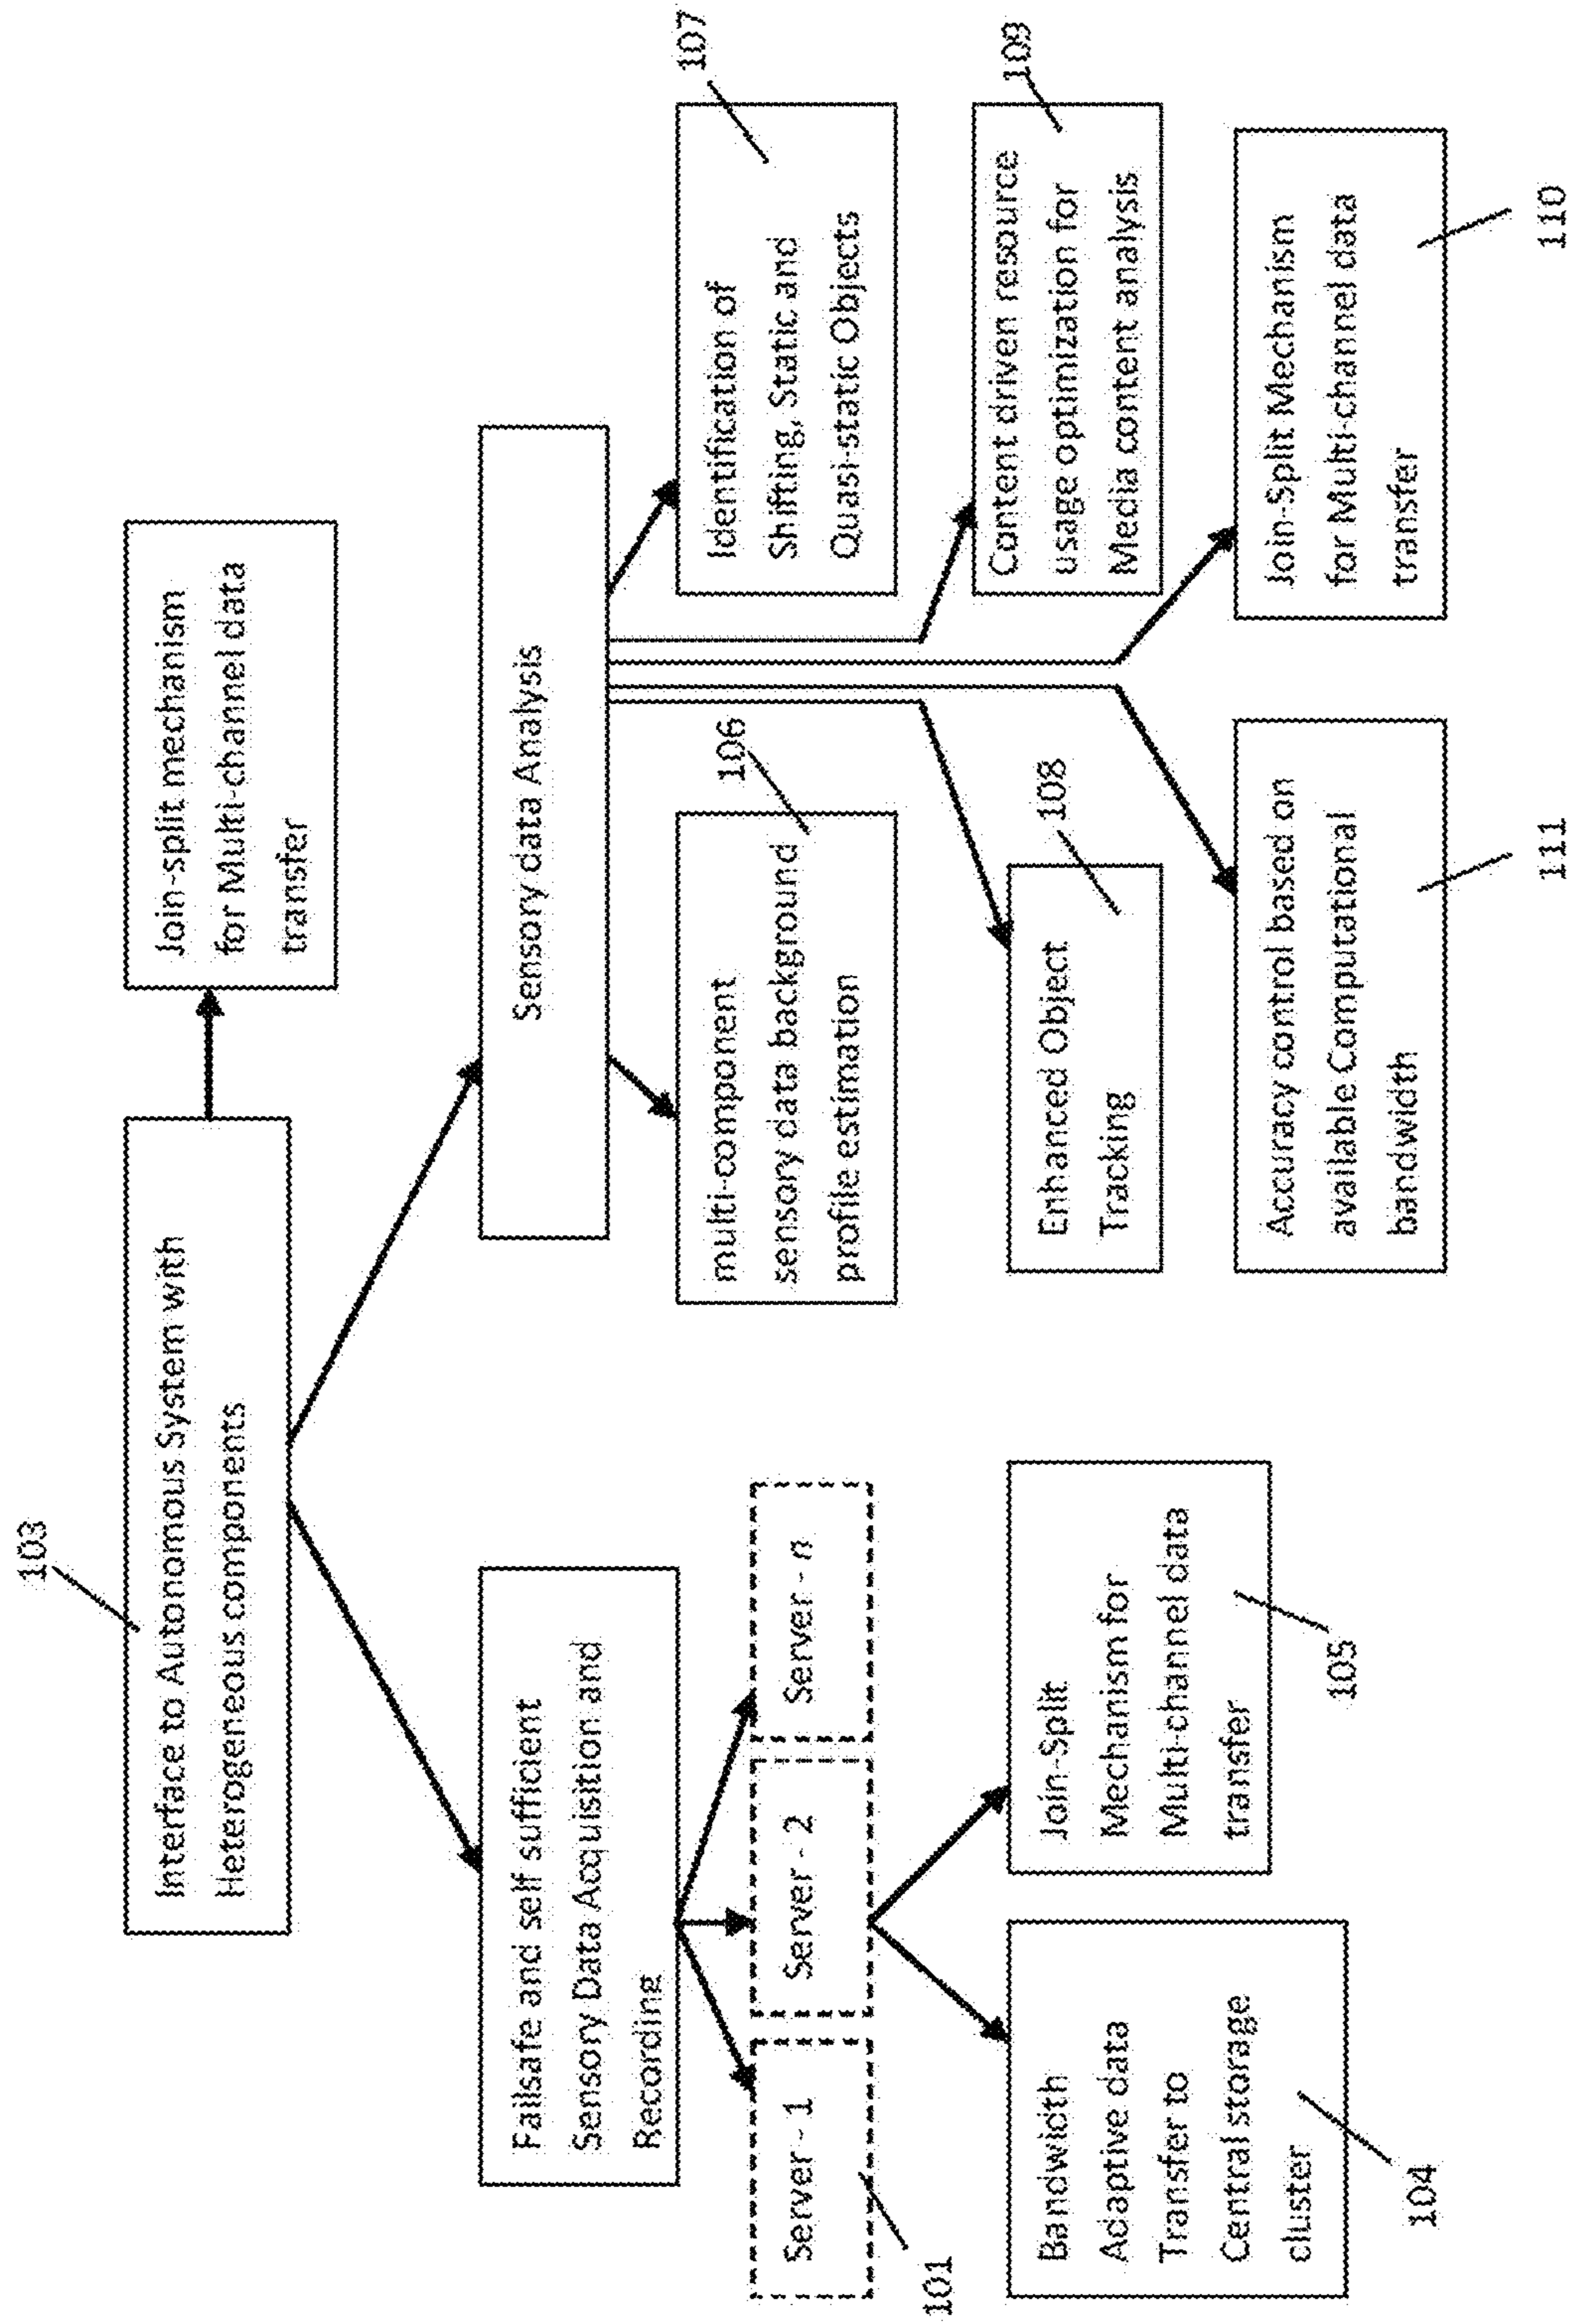 103
Interface to Autonomous System with
Heterogeneous components
Join-split mechanism
for Multi-channel data
transfer
Failsafe and self sufficient
Sensory Data Acquisition and
Recording
Sensory data Analysis
Server - 1
Server - 2
Server - n
101
Bandwidth
Adaptive data
Transfer to
Central storage
cluster
104
Join-Split
Mechanism for
Multi-channel data
transfer
105
multi-component
sensory data background
profile estimation
106
Identification of
Shifting, Static and
Quasi-static Objects
107
Enhanced Object
Tracking
108
Content driven resource
usage optimization for
Media content analysis
109
Accuracy control based on
available Computational
bandwidth
111
Join-Split Mechanism
for Multi-channel data
transfer
110